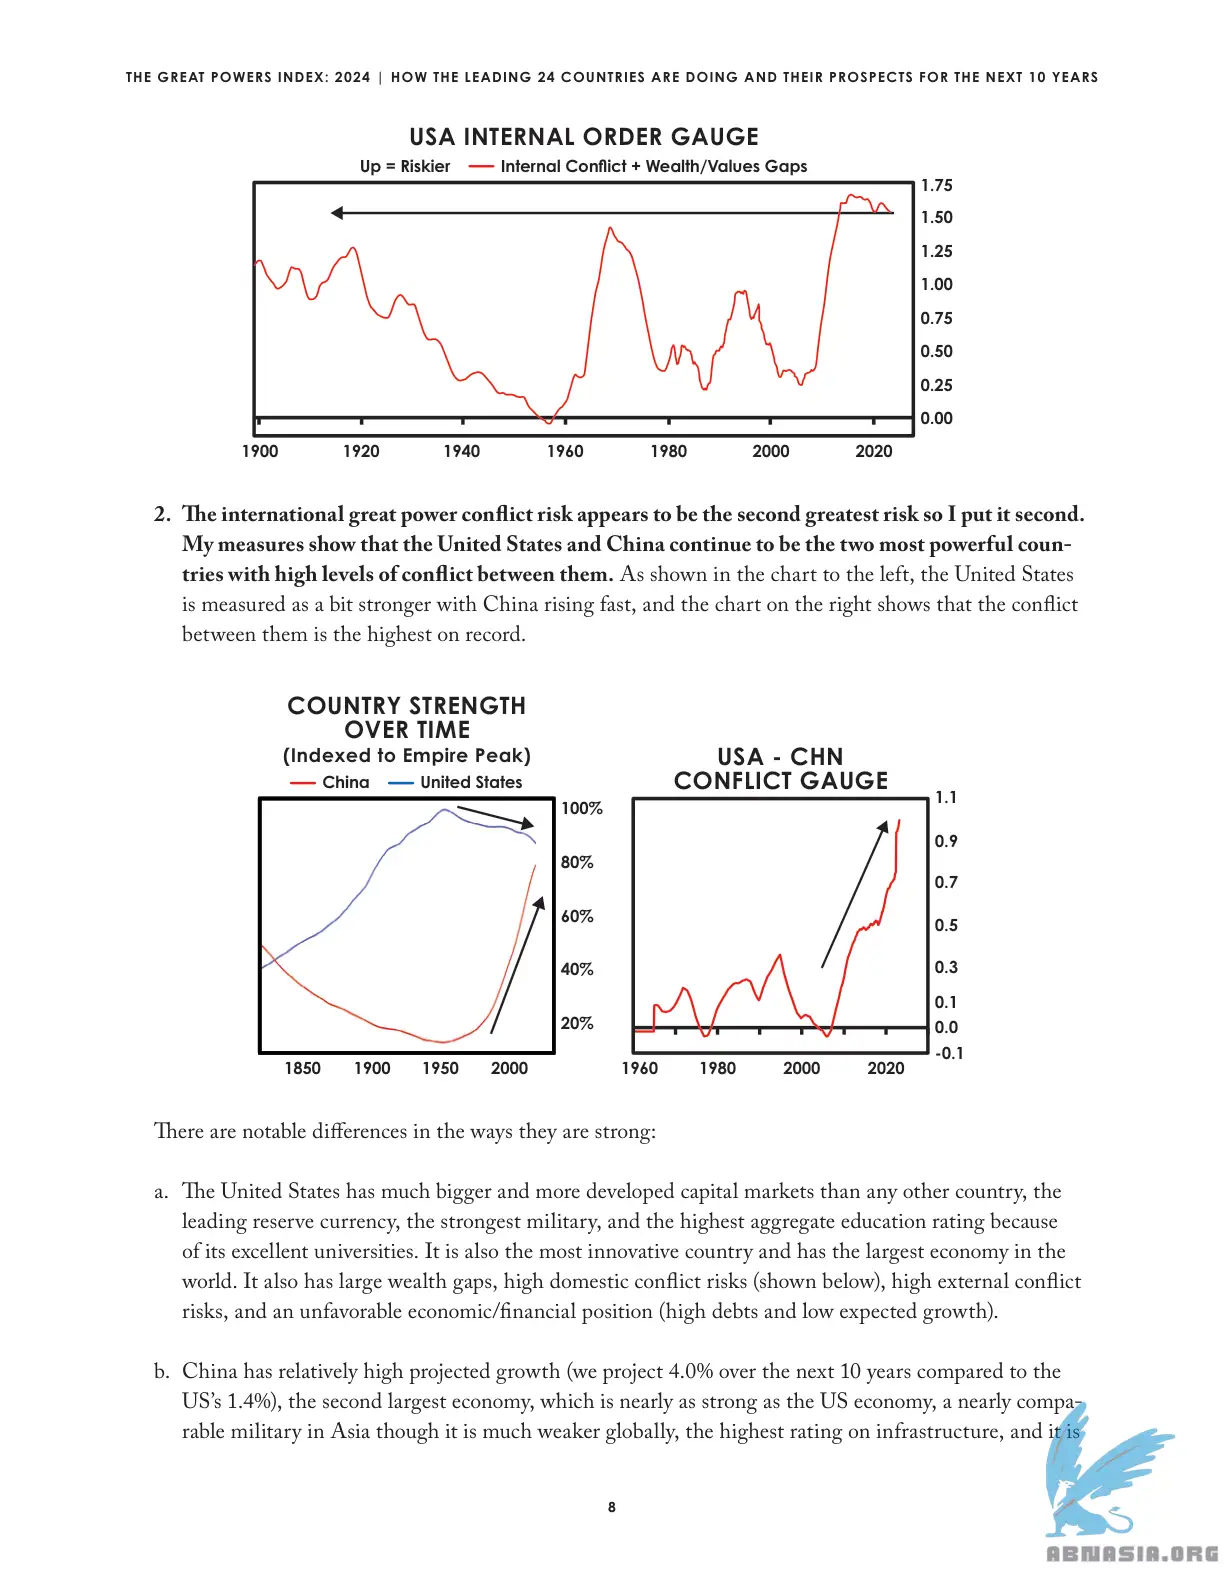 THE GREAT POWERS INDEX: 2024 | HOW THE LEADING 24 COUNTRIES ARE DOING AND THEIR PROSPECTS FOR THE NEXT 10 YEARS
USA INTERNAL ORDER GAUGE
Up = Riskier Internal Conflict + Wealth/Values Gaps
1.75
1.50
1.25
1.00
0.75
0.50
0.25
0.00
1900 1920 1940 1960 1980 2000 2020
2. The international great power conflict risk appears to be the second greatest risk so I put it second.
My measures show that the United States and China continue to be the two most powerful coun-
tries with high levels of conflict between them. As shown in the chart to the left, the United States
is measured as a bit stronger with China rising fast, and the chart on the right shows that the conflict
between them is the highest on record.
COUNTRY STRENGTH
OVER TIME
(Indexed to Empire Peak)
China United States
100%
80%
60%
40%
20%
1850 1900 1950 2000
USA - CHN
CONFLICT GAUGE
1.1
0.9
0.7
0.5
0.3
0.1
0.0
-0.1
1960 1980 2000 2020
There are notable differences in the ways they are strong:
a. The United States has much bigger and more developed capital markets than any other country, the
leading reserve currency, the strongest military, and the highest aggregate education rating because
of its excellent universities. It is also the most innovative country and has the largest economy in the
world. It also has large wealth gaps, high domestic conflict risks (shown below), high external conflict
risks, and an unfavorable economic/financial position (high debts and low expected growth).
b. China has relatively high projected growth (we project 4.0% over the next 10 years compared to the
US's 1.4%), the second largest economy, which is nearly as strong as the US economy, a nearly compa-
rable military in Asia though it is much weaker globally, the highest rating on infrastructure, and it is
8
ABNASIA.ORG